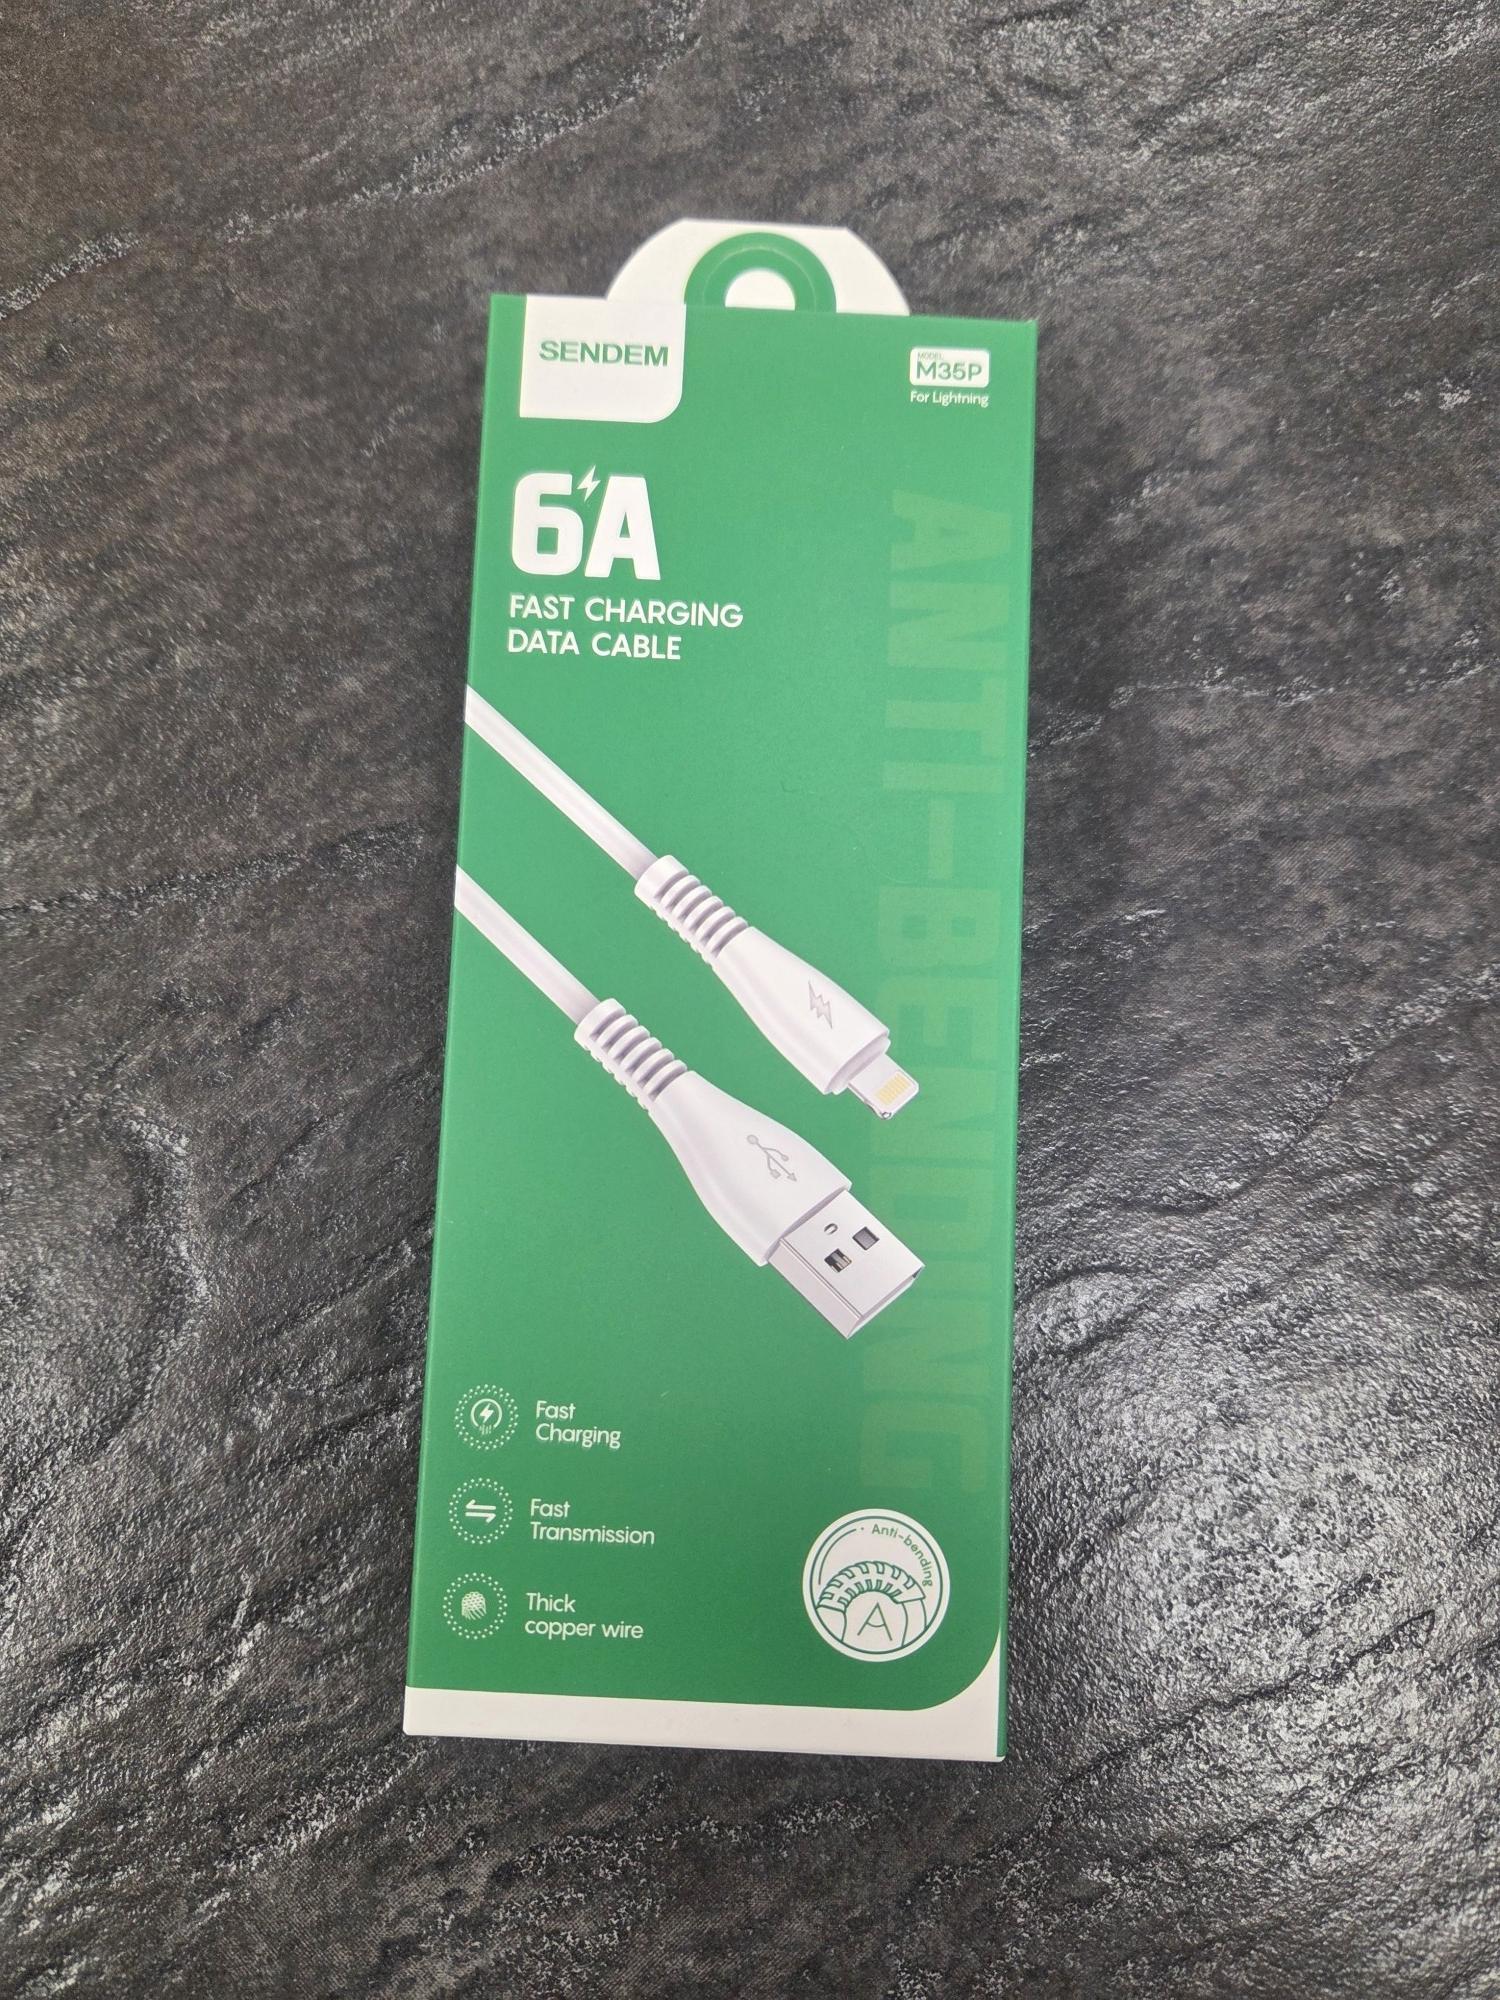 SENDEM
MODEL
M35P
For Lightning
6A
FAST CHARGING
DATA CABLE
ANTI-BENDING
Fast
Charging
Fast
Transmission
Thick
copper wire
Anti-bending
A